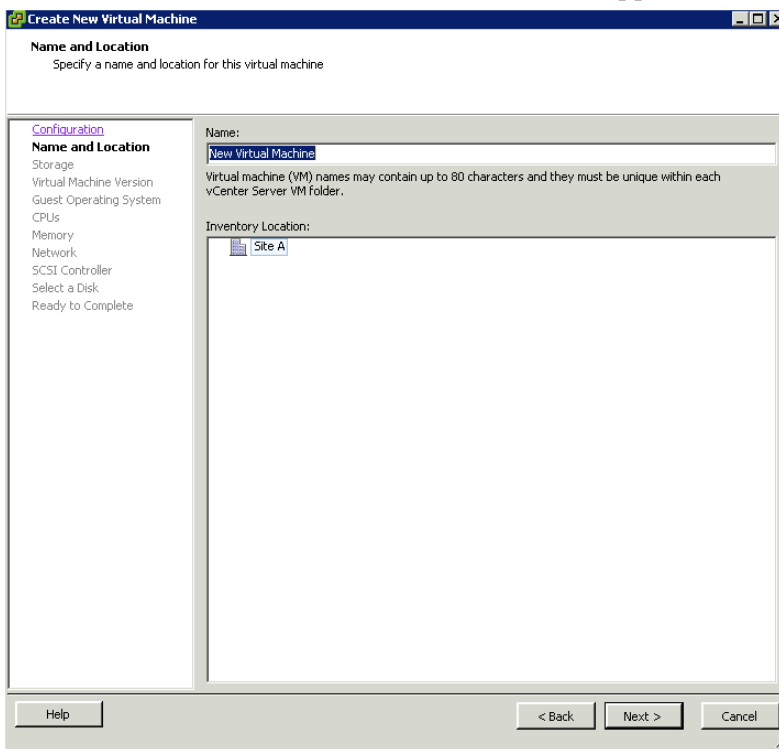 Create New Virtual Machine
Name and Location
Specify a name and location for this virtual machine
Configuration
Name and Location
Storage
Virtual Machine Version
Guest Operating System
CPUs
Memory
Network
SCSI Controller
Select a Disk
Ready to Complete
Name:
New Virtual Machine
Virtual machine (VM) names may contain up to 80 characters and they must be unique within each
vCenter Server VM folder.
Inventory Location:
Site A
Help
< Back
Next >
Cancel